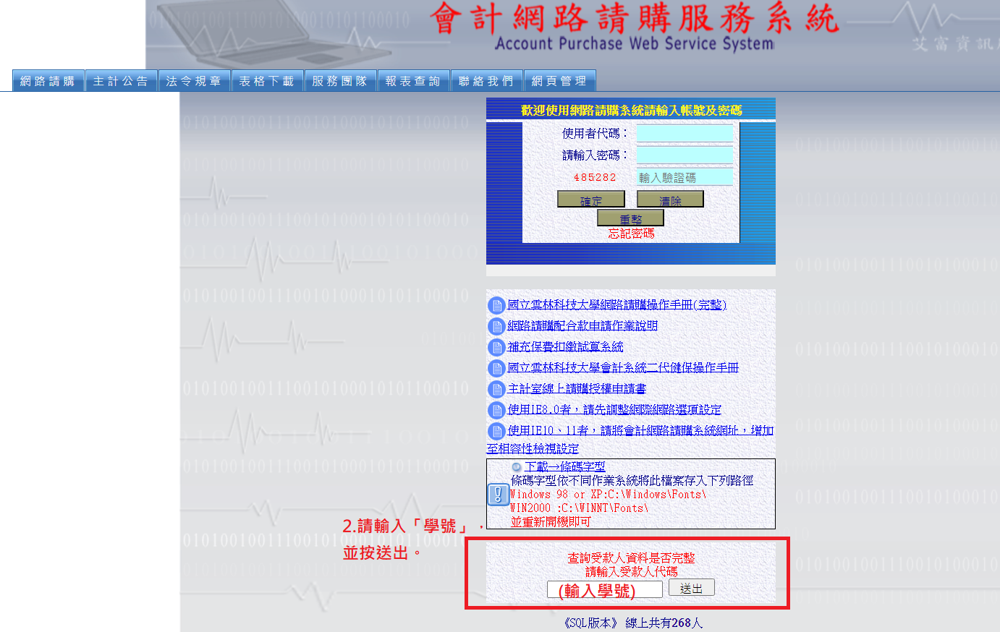 會計網路請購服務系統
Account Purchase Web Service System
艾富資訊
網路請購 主計公告 法令規章 表格下載 服務團隊 報表查詢 聯絡我們 網頁管理
歡迎使用網路請購系統請輸入帳號及密碼
使用者代碼：
請輸入密碼：
485282 輸入驗證碼
確定 清除
重整
忘記密碼
國立雲林科技大學網路請購操作手冊(完整)
網路請購配合款申請作業說明
補充保費扣繳試算系統
國立雲林科技大學會計系統二代健保操作手冊
主計室線上請購授權申請書
使用IE8.0者，請先調整網際網路選項設定
使用IE10、11者，請將會計網路請購系統網址，增加
至相容性檢視設定
下載→條碼字型
條碼字型依不同作業系統將此檔案存入下列路徑
Windows 98 or XP:C:\Windows\Fonts\
WIN2000 :C:\WINNT\Fonts\
並重新開機即可
2.請輸入「學號」，
並按送出。
查詢受款人資料是否完整
請輸入受款人代碼
(輸入學號) 送出
《SQL版本》 線上共有268人